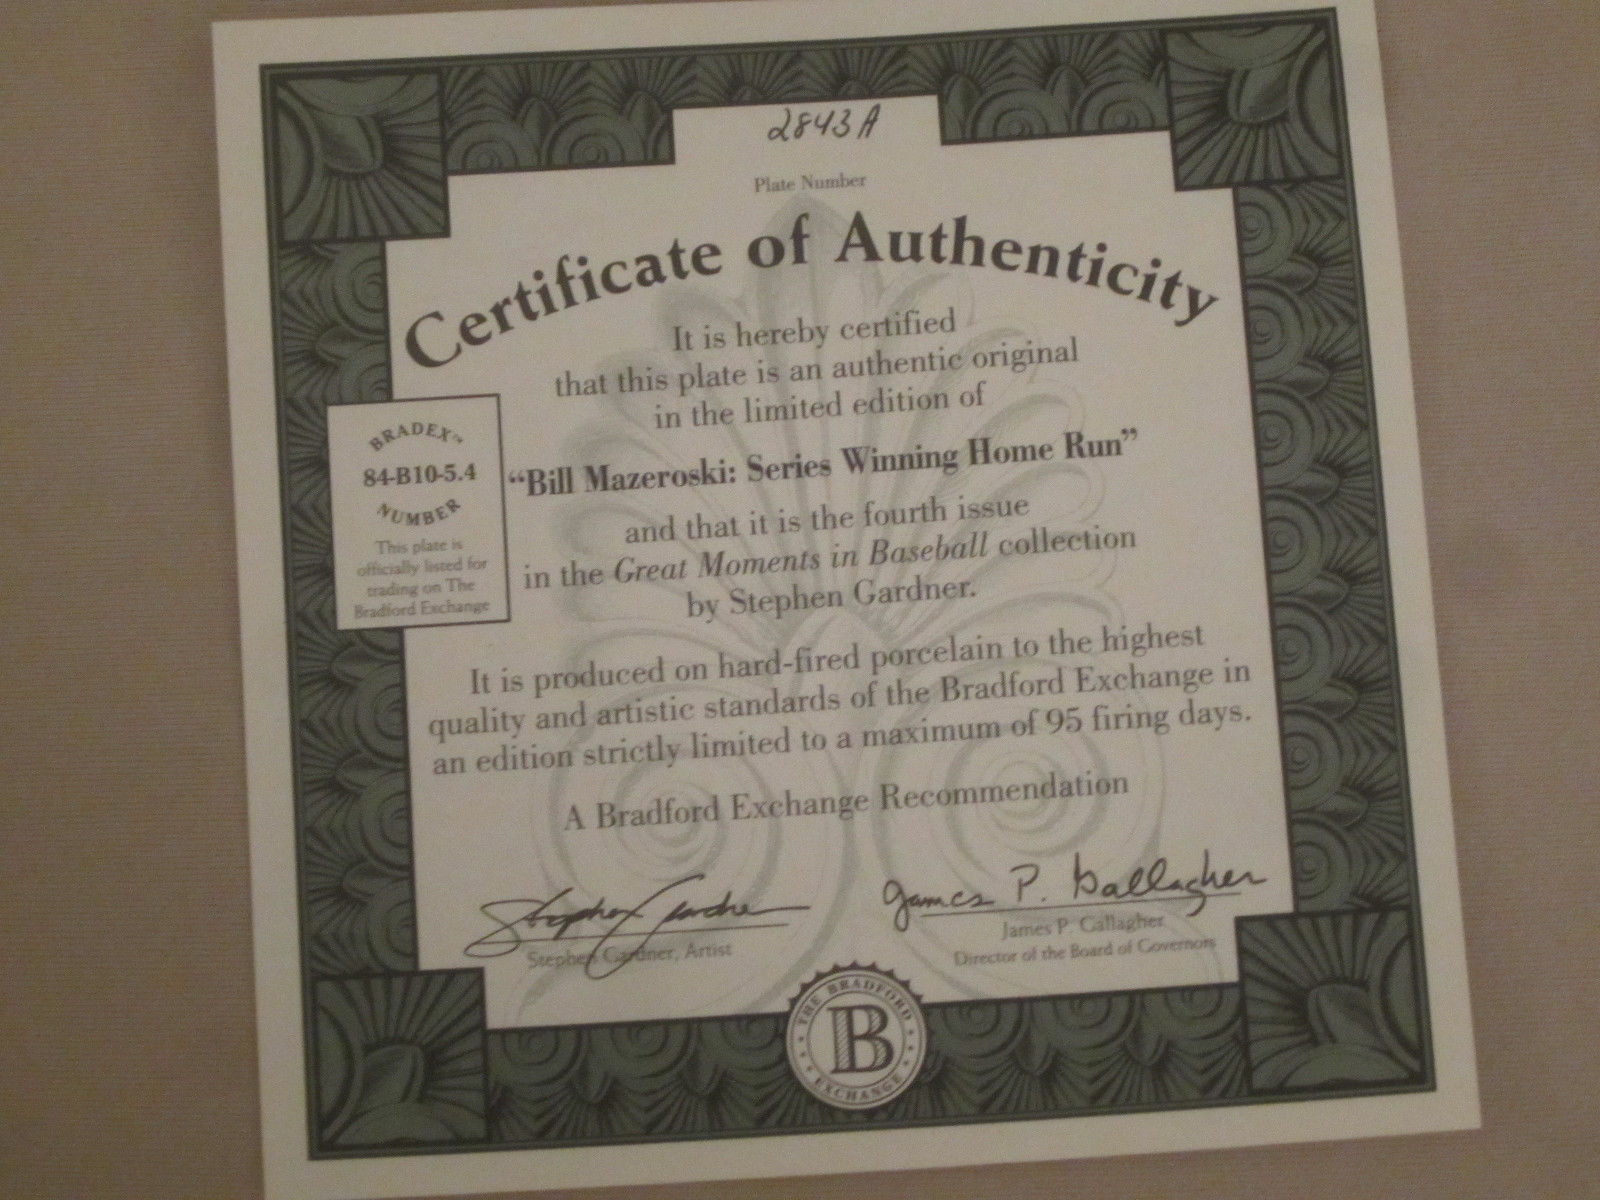 2843A
Plate Number
Certificate of Authenticity
It is hereby certified
that this plate is an authentic original
in the limited edition of
“Bill Mazeroski: Series Winning Home Run”
and that it is the fourth issue
in the Great Moments in Baseball collection
by Stephen Gardner.
BRADEX™
84-B10-5.4
NUMBER
This plate is
officially listed for
trading on The
Bradford Exchange
It is produced on hard-fired porcelain to the highest
quality and artistic standards of the Bradford Exchange in
an edition strictly limited to a maximum of 95 firing days.
A Bradford Exchange Recommendation
Stephen Gardner
Stephen Gardner, Artist
James P. Gallagher
James P. Gallagher
Director of the Board of Governors
THE BRADFORD
B
EXCHANGE